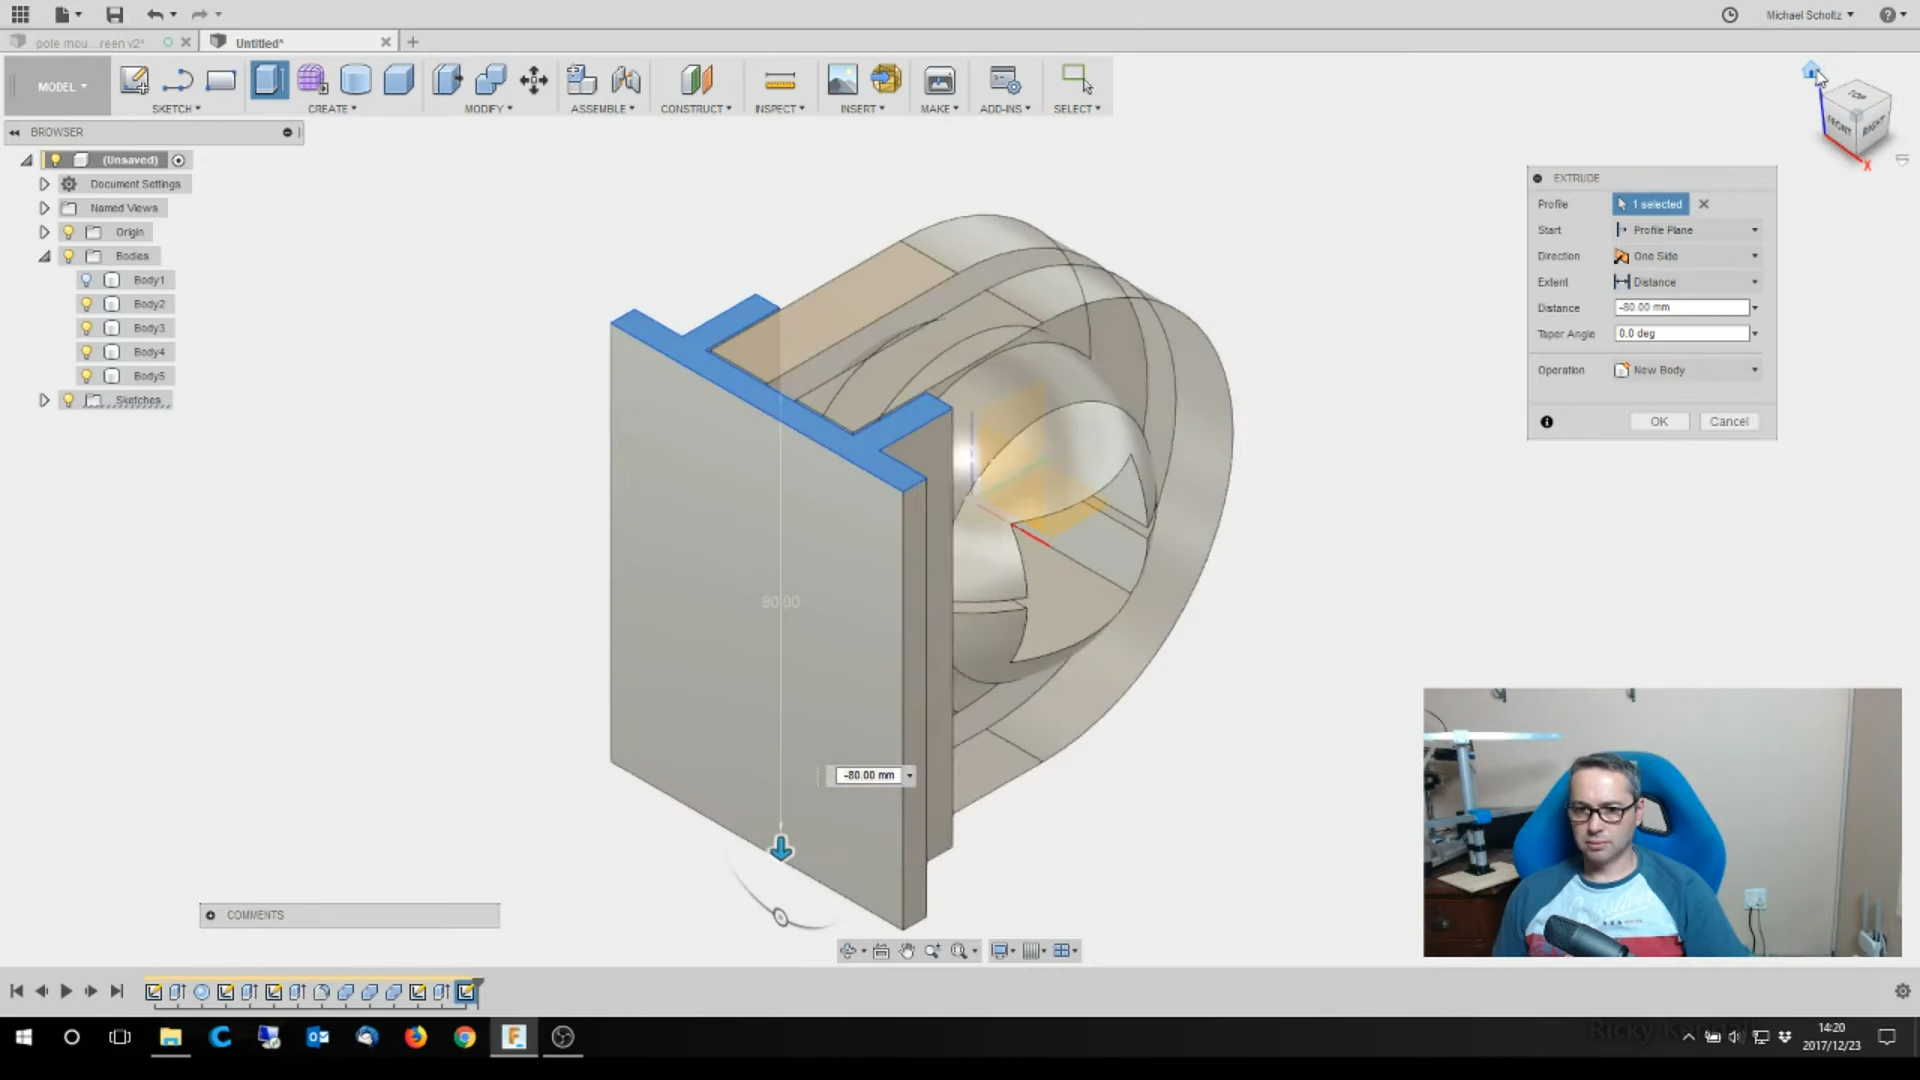 Michael Scholtz
pole mou...reen v2*
Untitled*
MODEL
SKETCH
CREATE
MODIFY
ASSEMBLE
CONSTRUCT
INSPECT
INSERT
MAKE
ADD-INS
SELECT
TOP
FRONT
RIGHT
X
BROWSER
(Unsaved)
Document Settings
Named Views
Origin
Bodies
Body1
Body2
Body3
Body4
Body5
Sketches
EXTRUDE
Profile
1 selected
Start
Profile Plane
Direction
One Side
Extent
Distance
Distance
-80.00 mm
Taper Angle
0.0 deg
Operation
New Body
OK
Cancel
80.00
-80.00 mm
COMMENTS
14:20
2017/12/23